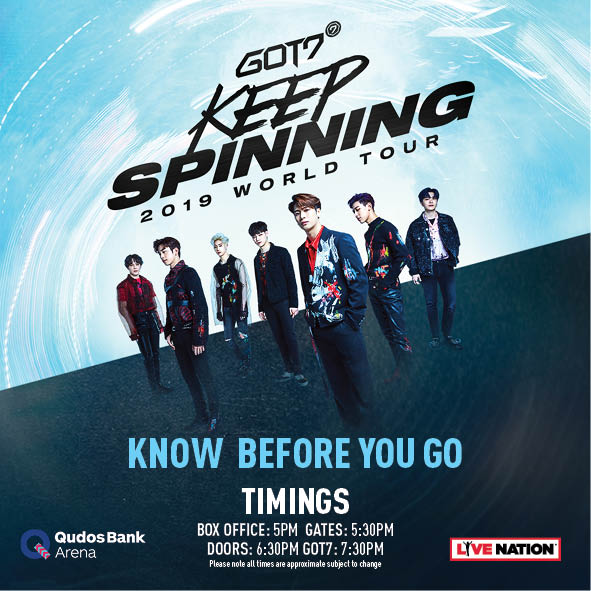 GOT7 7
KEEP
SPINNING
2019 WORLD TOUR
KNOW BEFORE YOU GO
TIMINGS
BOX OFFICE: 5PM GATES: 5:30PM
DOORS: 6:30PM GOT7: 7:30PM
Please note all times are approximate subject to change
Qudos Bank
Arena
LIVE NATION